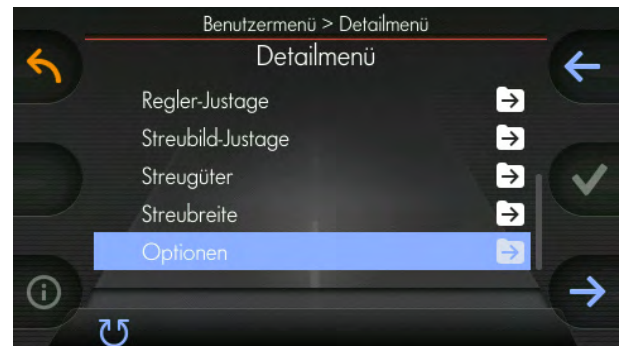 Benutzermenü > Detailmenü
Detailmenü
Regler-Justage
Streubild-Justage
Streugüter
Streubreite
Optionen